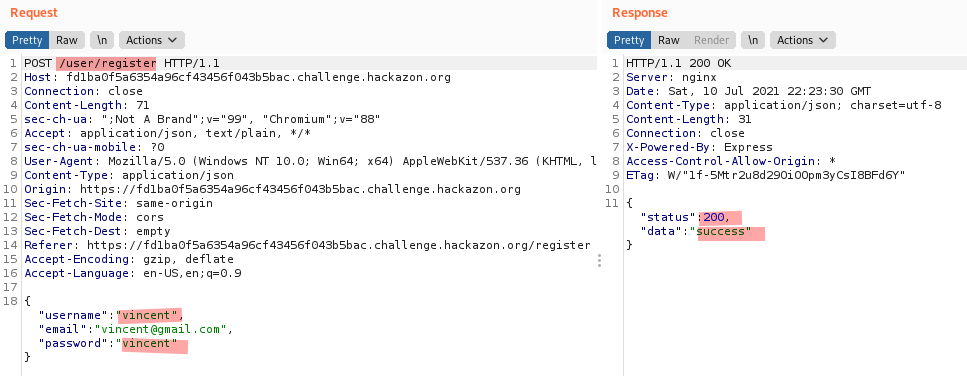 Request
Pretty Raw \n Actions
1 POST /user/register HTTP/1.1
2 Host: fd1ba0f5a6354a96cf43456f043b5bac.challenge.hackazon.org
3 Connection: close
4 Content-Length: 71
5 sec-ch-ua: ";Not A Brand";v="99", "Chromium";v="88"
6 Accept: application/json, text/plain, */*
7 sec-ch-ua-mobile: ?0
8 User-Agent: Mozilla/5.0 (Windows NT 10.0; Win64; x64) AppleWebKit/537.36 (KHTML, l
9 Content-Type: application/json
10 Origin: https://fd1ba0f5a6354a96cf43456f043b5bac.challenge.hackazon.org
11 Sec-Fetch-Site: same-origin
12 Sec-Fetch-Mode: cors
13 Sec-Fetch-Dest: empty
14 Referer: https://fd1ba0f5a6354a96cf43456f043b5bac.challenge.hackazon.org/register
15 Accept-Encoding: gzip, deflate
16 Accept-Language: en-US,en;q=0.9
17
18 {
"username":"vincent",
"email":"vincent@gmail.com",
"password":"vincent"
}
Response
Pretty Raw Render \n Actions
1 HTTP/1.1 200 OK
2 Server: nginx
3 Date: Sat, 10 Jul 2021 22:23:30 GMT
4 Content-Type: application/json; charset=utf-8
5 Content-Length: 31
6 Connection: close
7 X-Powered-By: Express
8 Access-Control-Allow-Origin: *
9 ETag: W/"1f-5Mtr2u8d29Oi0Opm3yCsI8BFd6Y"
10
11 {
"status":200,
"data":"success"
}